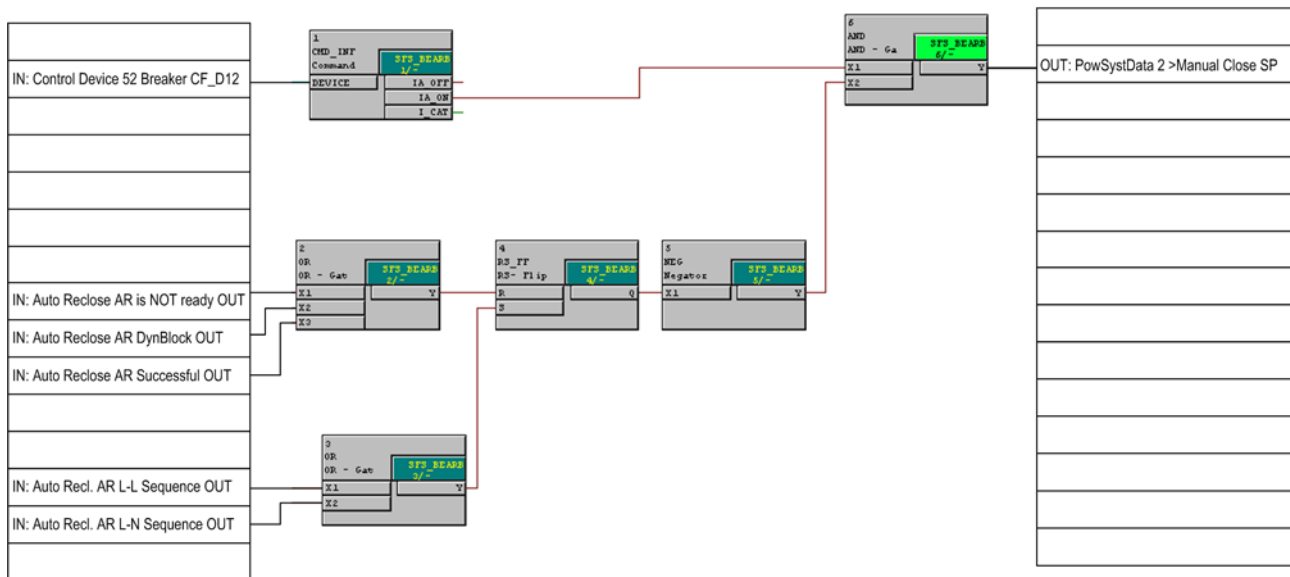 1
CMD_INF
Command
SFS_BEARB
1/-
DEVICE
IA_OFF
IA_ON
I_CAT
6
AND
AND - Ga
SFS_BEARB
6/-
X1
Y
X2
IN: Control Device 52 Breaker CF_D12
OUT: PowSystData 2 >Manual Close SP
2
OR
OR - Gat
SFS_BEARB
2/-
X1
Y
X2
X3
4
RS_FF
RS- Flip
SFS_BEARB
4/-
R
Q
S
5
NEG
Negator
SFS_BEARB
5/-
X1
Y
IN: Auto Reclose AR is NOT ready OUT
IN: Auto Reclose AR DynBlock OUT
IN: Auto Reclose AR Successful OUT
3
OR
OR - Gat
SFS_BEARB
3/-
X1
Y
X2
IN: Auto Recl. AR L-L Sequence OUT
IN: Auto Recl. AR L-N Sequence OUT